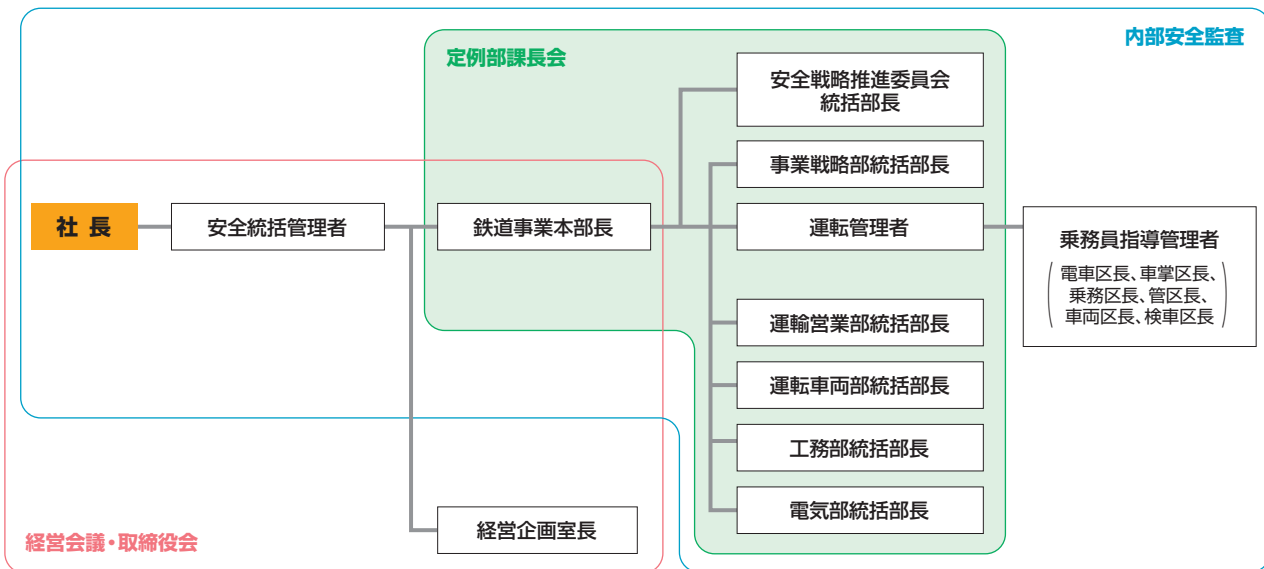 内部安全監査
定例部課長会
安全戦略推進委員会
統括部長
事業戦略部統括部長
社長
安全統括管理者
鉄道事業本部長
運転管理者
乗務員指導管理者
(電車区長、車掌区長、
乗務区長、管区長、
車両区長、検車区長)
運輸営業部統括部長
運転車両部統括部長
工務部統括部長
電気部統括部長
経営企画室長
経営会議・取締役会